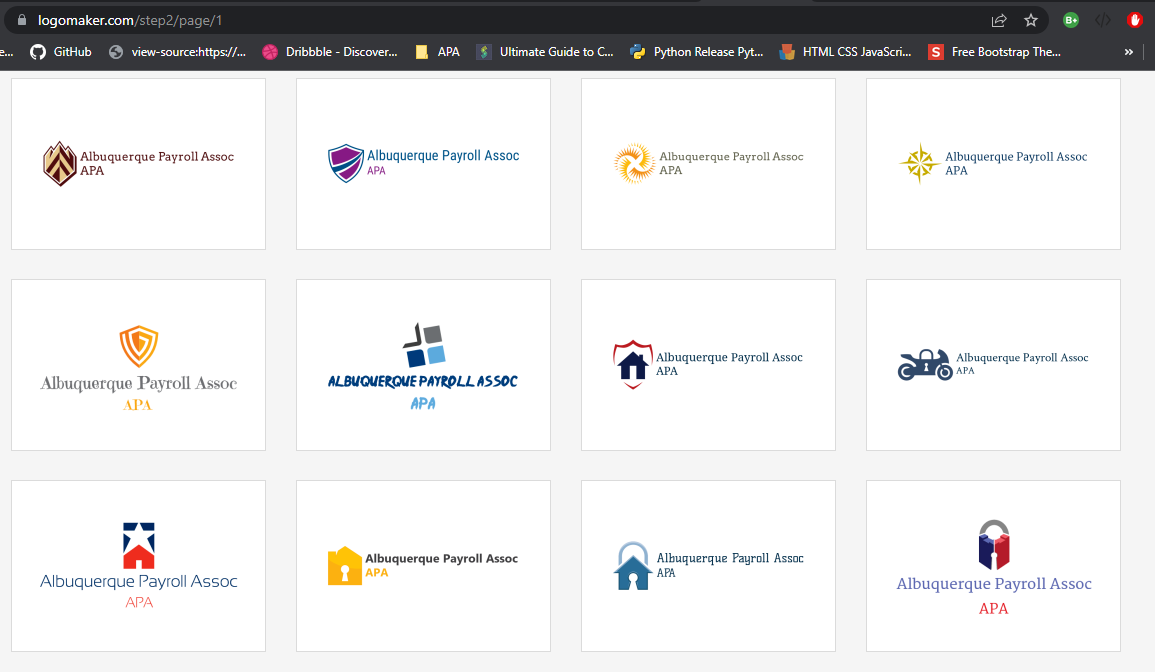 logomaker.com/step2/page/1
B+
e...
GitHub
view-source:https://...
Dribbble - Discover...
APA
Ultimate Guide to C...
Python Release Pyt...
HTML CSS JavaScri...
S
Free Bootstrap The...
»
Albuquerque Payroll Assoc
APA
Albuquerque Payroll Assoc
APA
Albuquerque Payroll Assoc
APA
Albuquerque Payroll Assoc
APA
Albuquerque Payroll Assoc
APA
ALBUQUERQUE PAYROLL ASSOC
APA
Albuquerque Payroll Assoc
APA
Albuquerque Payroll Assoc
APA
Albuquerque Payroll Assoc
APA
Albuquerque Payroll Assoc
APA
Albuquerque Payroll Assoc
APA
Albuquerque Payroll Assoc
APA